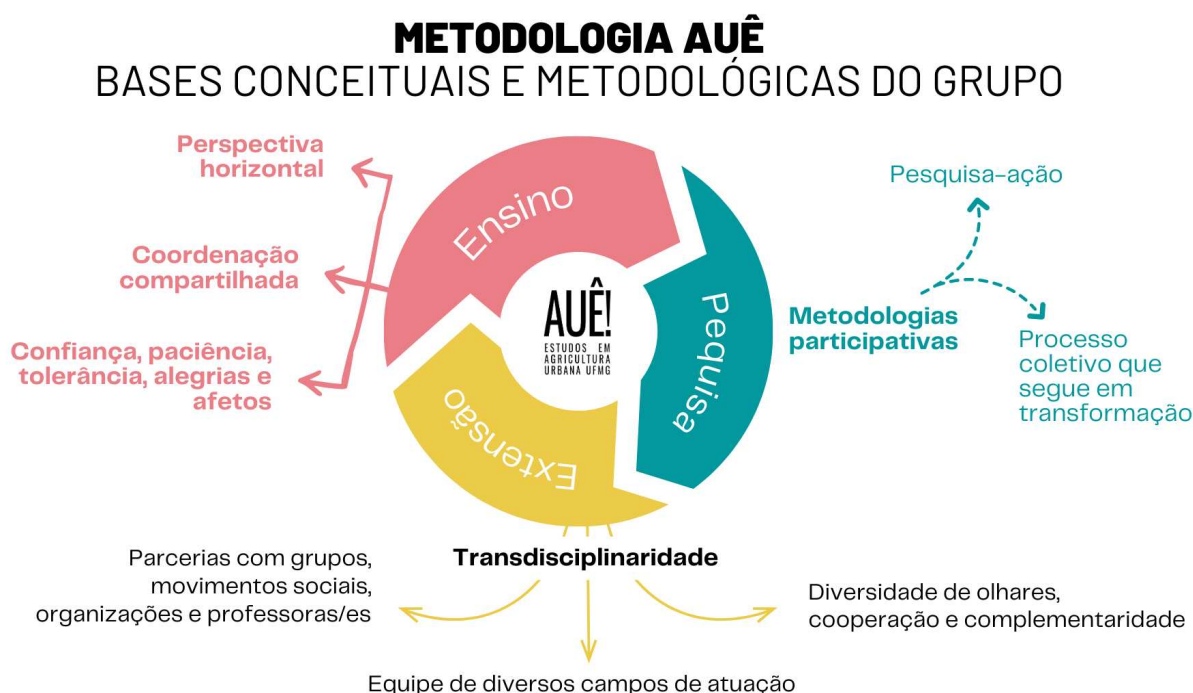 METODOLOGIA AUÊ
BASES CONCEITUAIS E METODOLÓGICAS DO GRUPO
Perspectiva
horizontal
Coordenação
compartilhada
Confiança, paciência,
tolerância, alegrias e
afetos
Ensino
Pequisa
Extensão
AUÊ!
ESTUDOS EM
AGRICULTURA
URBANA UFMG
Pesquisa-ação
Metodologias
participativas
Processo
coletivo que
segue em
transformação
Transdisciplinaridade
Parcerias com grupos,
movimentos sociais,
organizações e professoras/es
Equipe de diversos campos de atuação
Diversidade de olhares,
cooperação e complementaridade